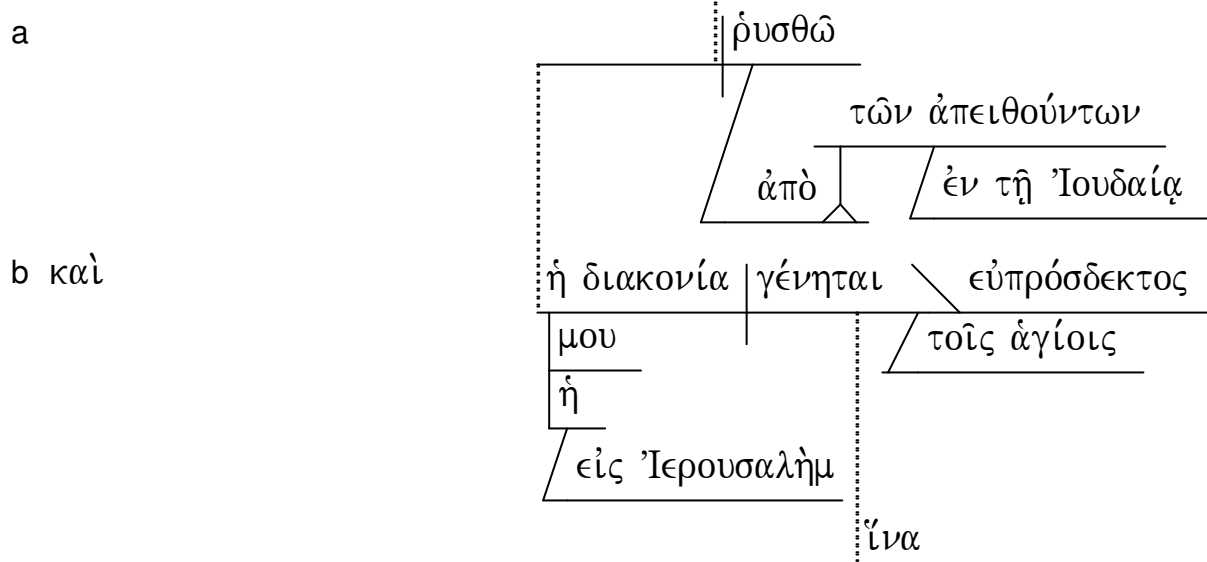 a ῥυσθῶ
τῶν ἀπειθούντων
ἀπὸ ἐν τῇ Ἰουδαίᾳ
b καὶ ἡ διακονία γένηται εὐπρόσδεκτος
μου τοῖς ἁγίοις
ἡ
εἰς Ἰερουσαλὴμ
ἵνα